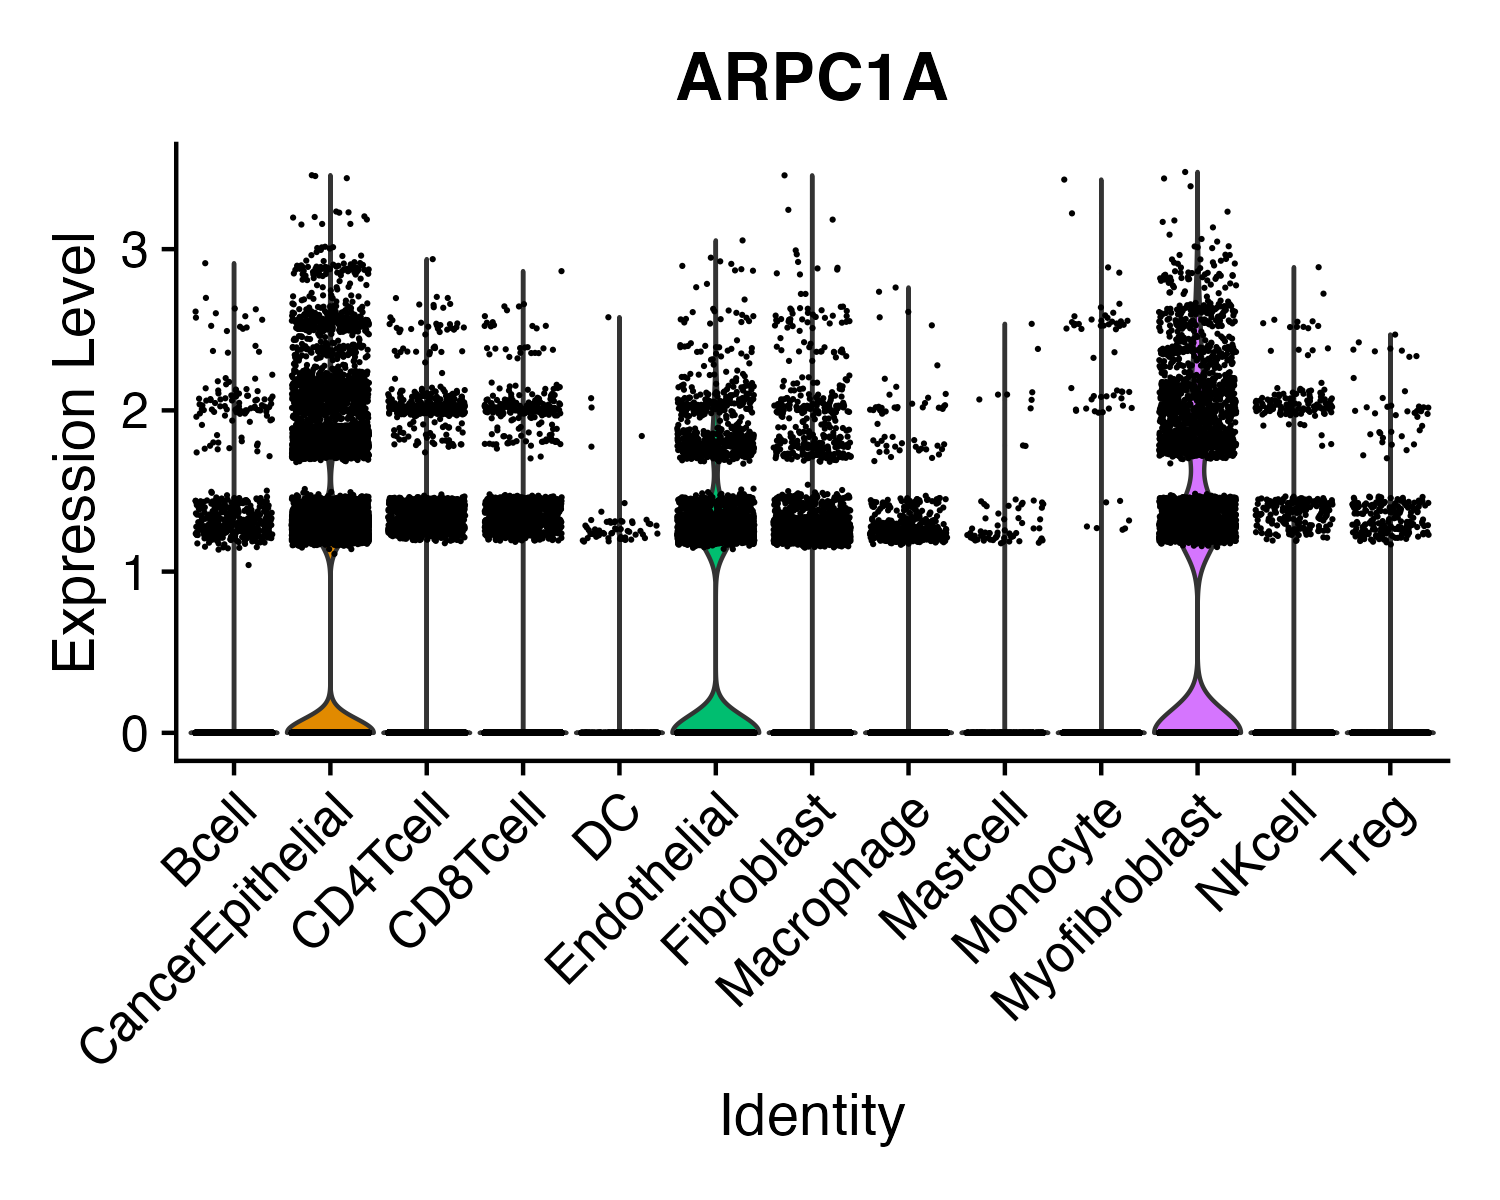 ARPC1A
Expression Level
3
2
1
0
Bcell
CancerEpithelial
CD4Tcell
CD8Tcell
DC
Endothelial
Fibroblast
Macrophage
Mastcell
Monocyte
Myofibroblast
NKcell
Treg
Identity